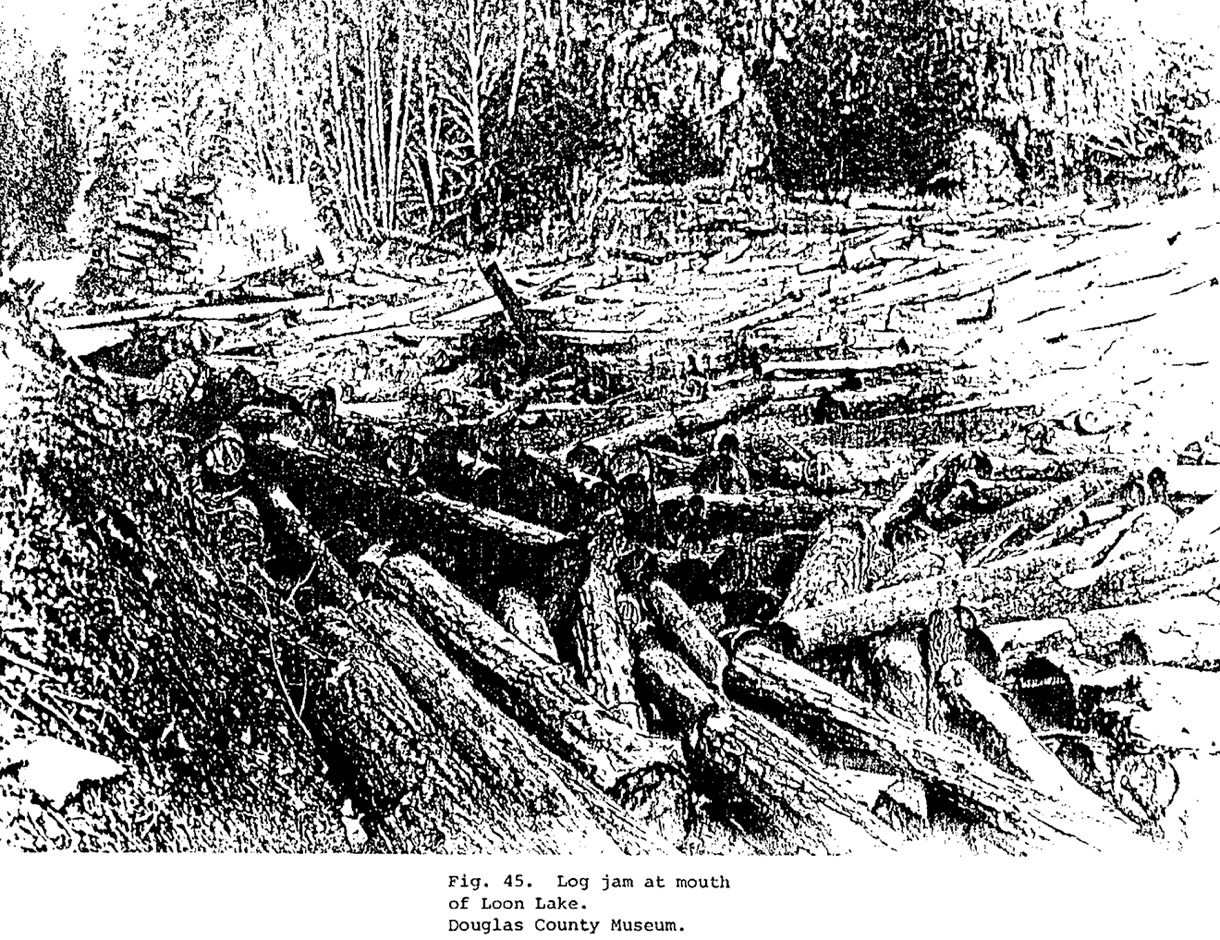 Fig. 45.  Log jam at mouth
of Loon Lake.
Douglas County Museum.